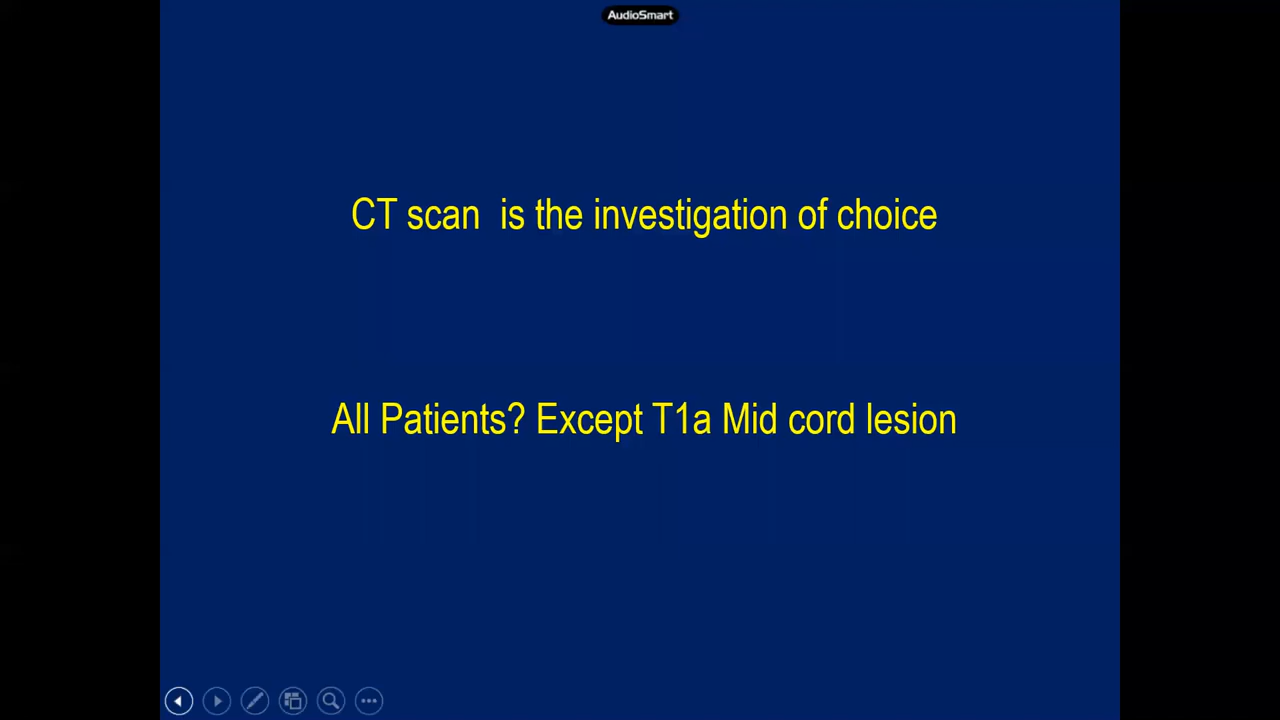 AudioSmart
CT scan  is the investigation of choice
All Patients? Except T1a Mid cord lesion